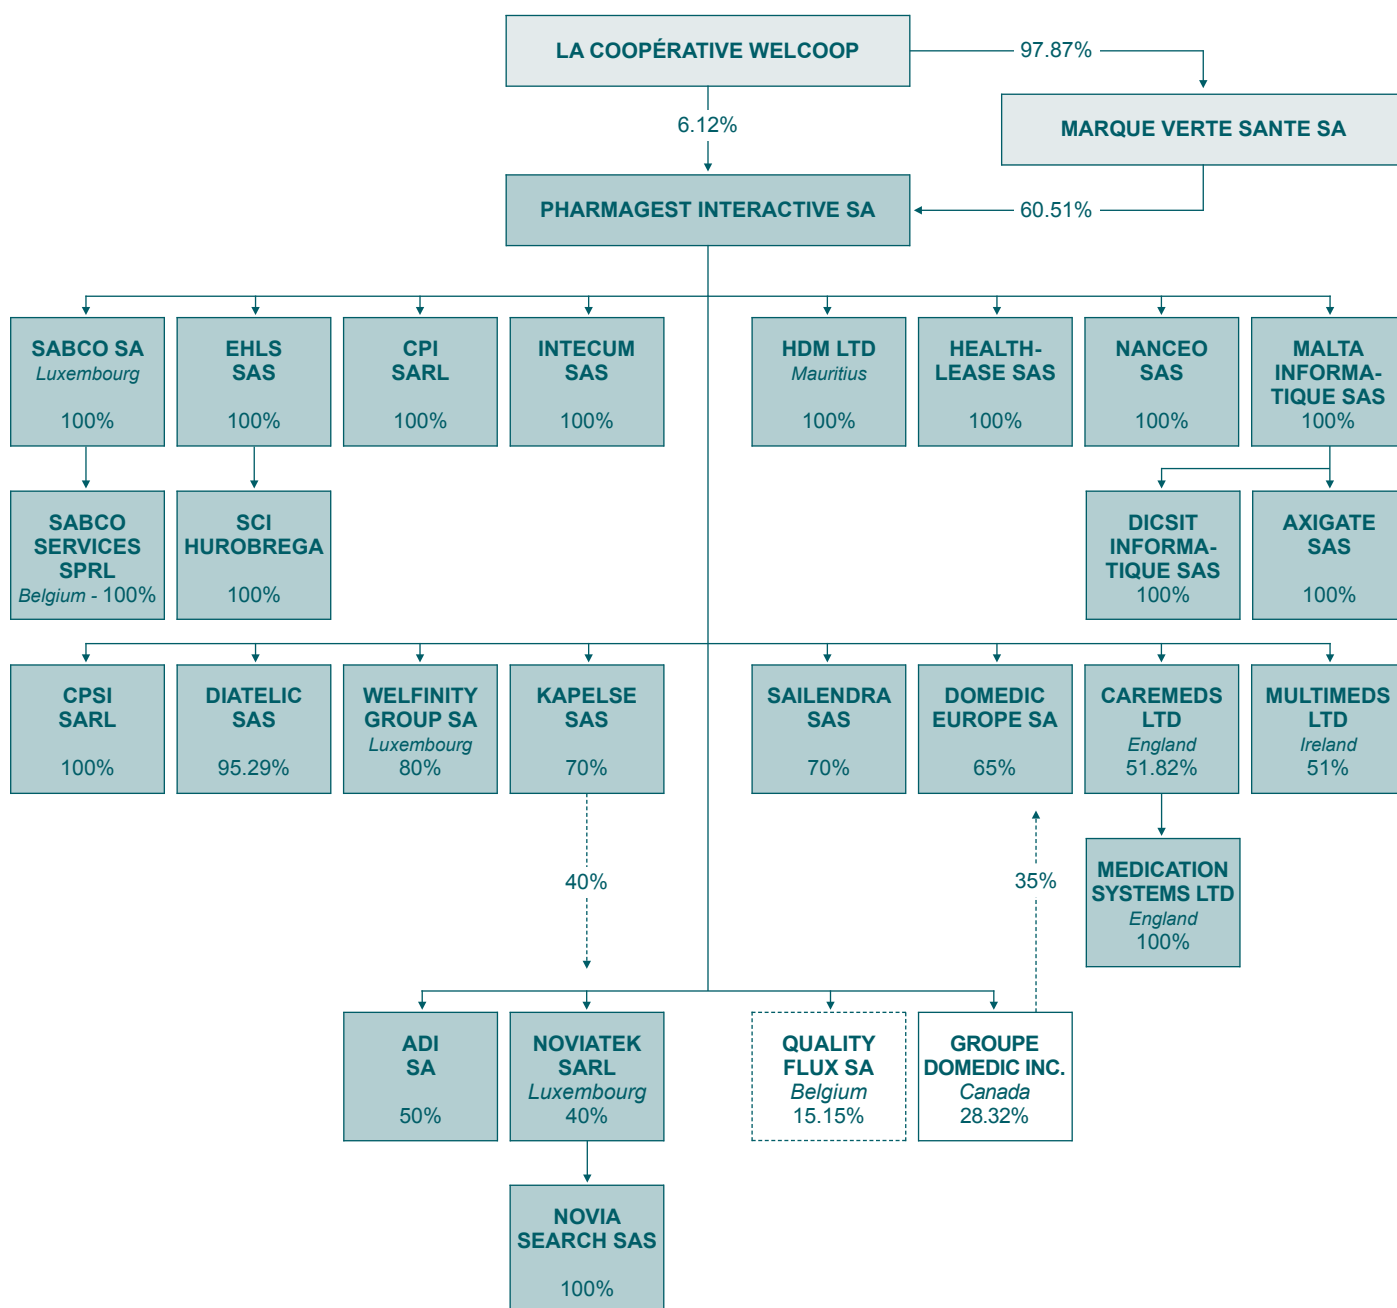 LA COOPÉRATIVE WELCOOP
97.87%
6.12%
MARQUE VERTE SANTE SA
PHARMAGEST INTERACTIVE SA
60.51%
SABCO SA
Luxembourg
100%
EHLS
SAS
100%
CPI
SARL
100%
INTECUM
SAS
100%
HDM LTD
Mauritius
100%
HEALTH-
LEASE SAS
100%
NANCEO
SAS
100%
MALTA
INFORMA-
TIQUE SAS
100%
SABCO
SERVICES
SPRL
Belgium - 100%
SCI
HUROBREGA
100%
DICSIT
INFORMA-
TIQUE SAS
100%
AXIGATE
SAS
100%
CPSI
SARL
100%
DIATELIC
SAS
95.29%
WELFINITY
GROUP SA
Luxembourg
80%
KAPELSE
SAS
70%
SAILENDRA
SAS
70%
DOMEDIC
EUROPE SA
65%
CAREMEDS
LTD
England
51.82%
MULTIMEDS
LTD
Ireland
51%
40%
35%
MEDICATION
SYSTEMS LTD
England
100%
ADI
SA
50%
NOVIATEK
SARL
Luxembourg
40%
QUALITY
FLUX SA
Belgium
15.15%
GROUPE
DOMEDIC INC.
Canada
28.32%
NOVIA
SEARCH SAS
100%